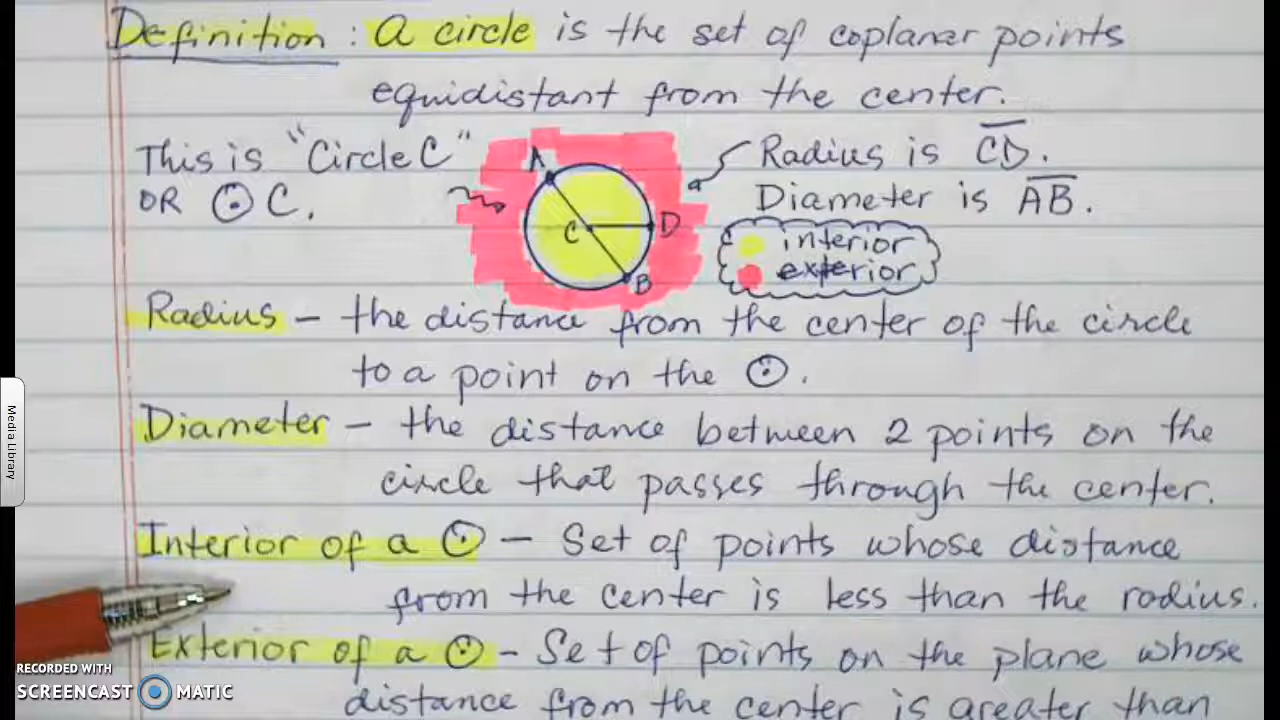 Definition : A circle is the set of coplanar points
equidistant from the center.
This is "Circle C"
OR ⊙ C.
A
C
D
B
Radius is C̅D̅.
Diameter is A̅B̅.
interior
exterior
Radius – the distance from the center of the circle
to a point on the ⊙.
Diameter – the distance between 2 points on the
circle that passes through the center.
Interior of a ⊙ – Set of points whose distance
from the center is less than the radius.
Exterior of a ⊙ – Set of points on the plane whose
distance from the center is greater than
Media Library
RECORDED WITH
SCREENCAST MATIC